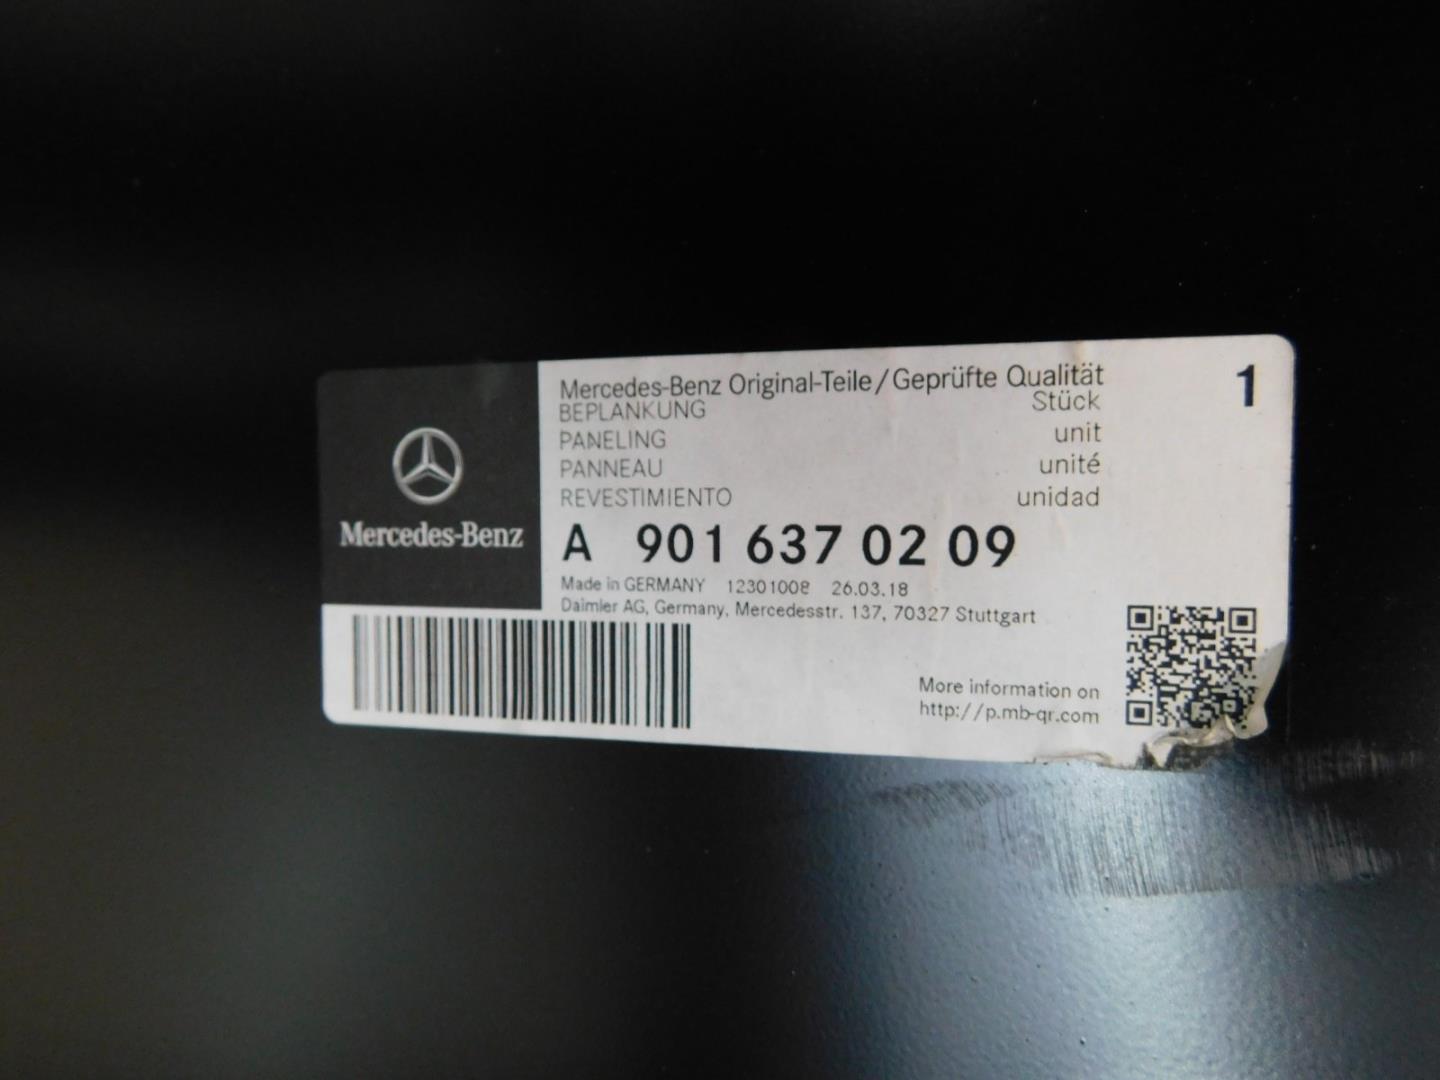 Mercedes-Benz
Mercedes-Benz Original-Teile/Geprüfte Qualität
1
BEPLANKUNG Stück
PANELING unit
PANNEAU unité
REVESTIMIENTO unidad
A 901 637 02 09
Made in GERMANY 12301008 26.03.18
Daimler AG, Germany, Mercedesstr. 137, 70327 Stuttgart
More information on
http://p.mb-qr.com